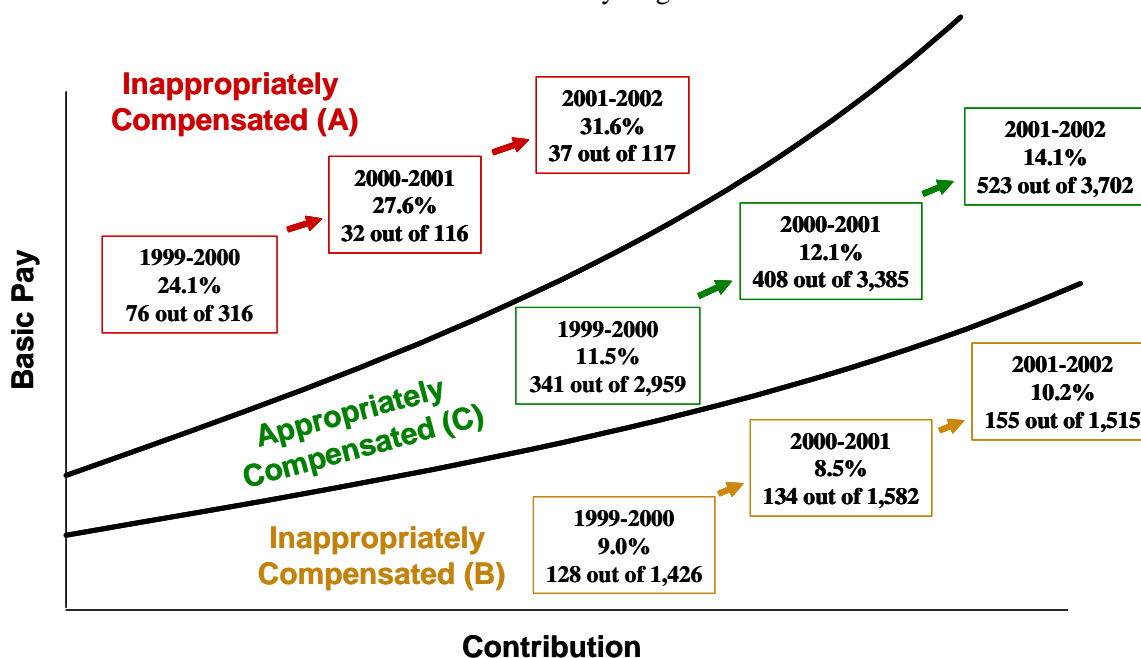 Inappropriately
Compensated (A)
2001-2002
31.6%
37 out of 117
2000-2001
27.6%
32 out of 116
1999-2000
24.1%
76 out of 316
2001-2002
14.1%
523 out of 3,702
2000-2001
12.1%
408 out of 3,385
1999-2000
11.5%
341 out of 2,959
Appropriately
Compensated (C)
2001-2002
10.2%
155 out of 1,515
2000-2001
8.5%
134 out of 1,582
1999-2000
9.0%
128 out of 1,426
Inappropriately
Compensated (B)
Basic Pay
Contribution